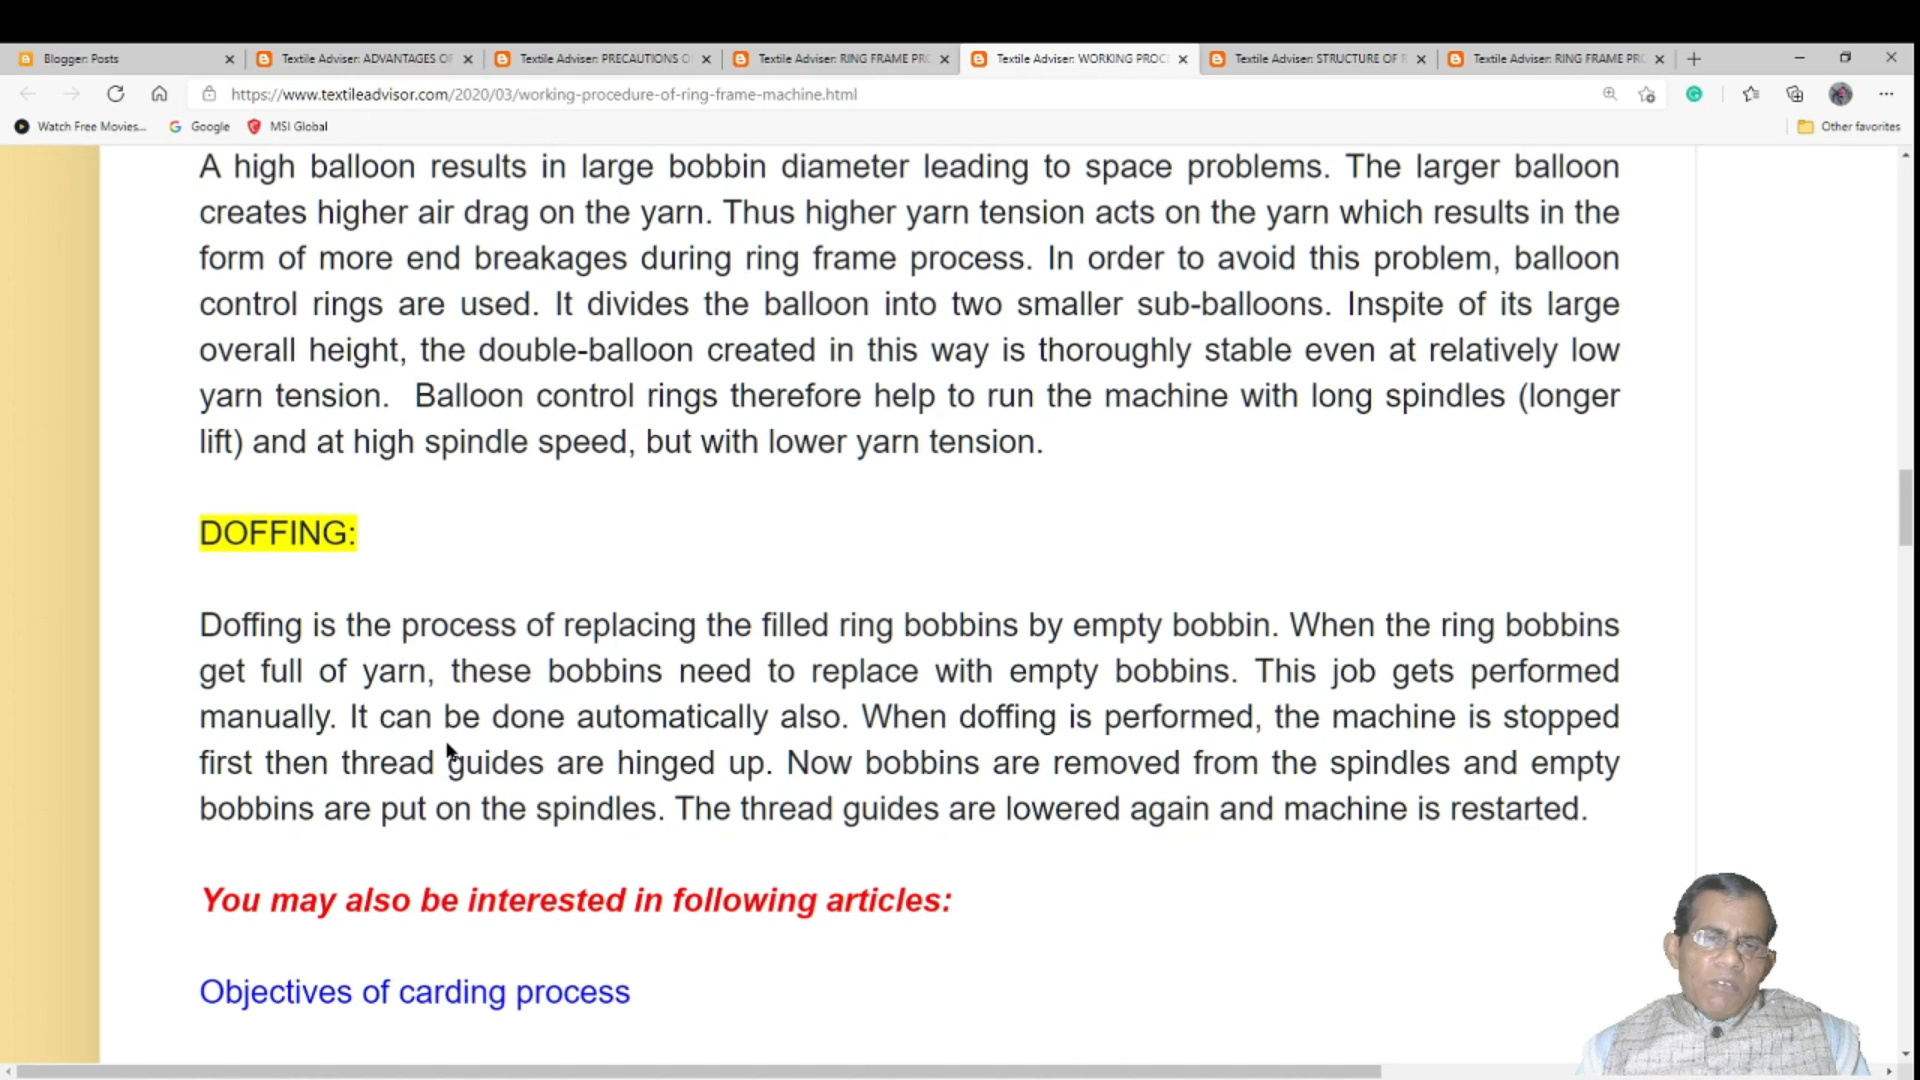 Blogger: Posts
Textile Adviser: ADVANTAGES OF
Textile Adviser: PRECAUTIONS O
Textile Adviser: RING FRAME PRO
Textile Adviser: WORKING PROC
Textile Adviser: STRUCTURE OF R
Textile Adviser: RING FRAME PRO
https://www.textileadvisor.com/2020/03/working-procedure-of-ring-frame-machine.html
Watch Free Movies...
Google
MSI Global
Other favorites
A high balloon results in large bobbin diameter leading to space problems. The larger balloon
creates higher air drag on the yarn. Thus higher yarn tension acts on the yarn which results in the
form of more end breakages during ring frame process. In order to avoid this problem, balloon
control rings are used. It divides the balloon into two smaller sub-balloons. Inspite of its large
overall height, the double-balloon created in this way is thoroughly stable even at relatively low
yarn tension. Balloon control rings therefore help to run the machine with long spindles (longer
lift) and at high spindle speed, but with lower yarn tension.
DOFFING:
Doffing is the process of replacing the filled ring bobbins by empty bobbin. When the ring bobbins
get full of yarn, these bobbins need to replace with empty bobbins. This job gets performed
manually. It can be done automatically also. When doffing is performed, the machine is stopped
first then thread guides are hinged up. Now bobbins are removed from the spindles and empty
bobbins are put on the spindles. The thread guides are lowered again and machine is restarted.
You may also be interested in following articles:
Objectives of carding process